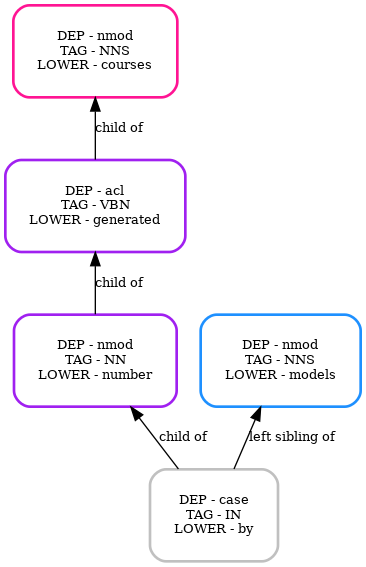 DEP - nmod
TAG - NNS
LOWER - courses
child of
DEP - acl
TAG - VBN
LOWER - generated
child of
DEP - nmod
TAG - NN
LOWER - number
DEP - nmod
TAG - NNS
LOWER - models
child of
left sibling of
DEP - case
TAG - IN
LOWER - by